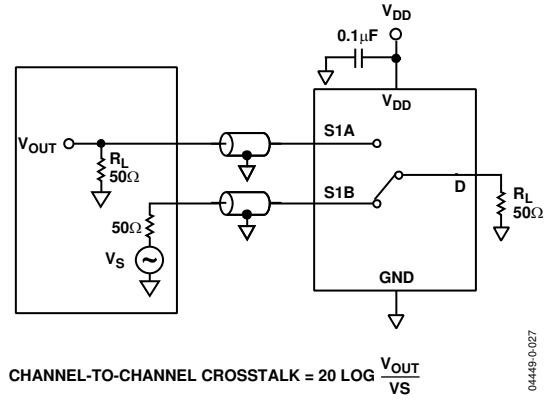 VDD
0.1μF
VDD
VOUT
RL
50Ω
S1A
S1B
D
RL
50Ω
50Ω
VS
GND
CHANNEL-TO-CHANNEL CROSSTALK = 20 LOG VOUT
VS
04449-0-027